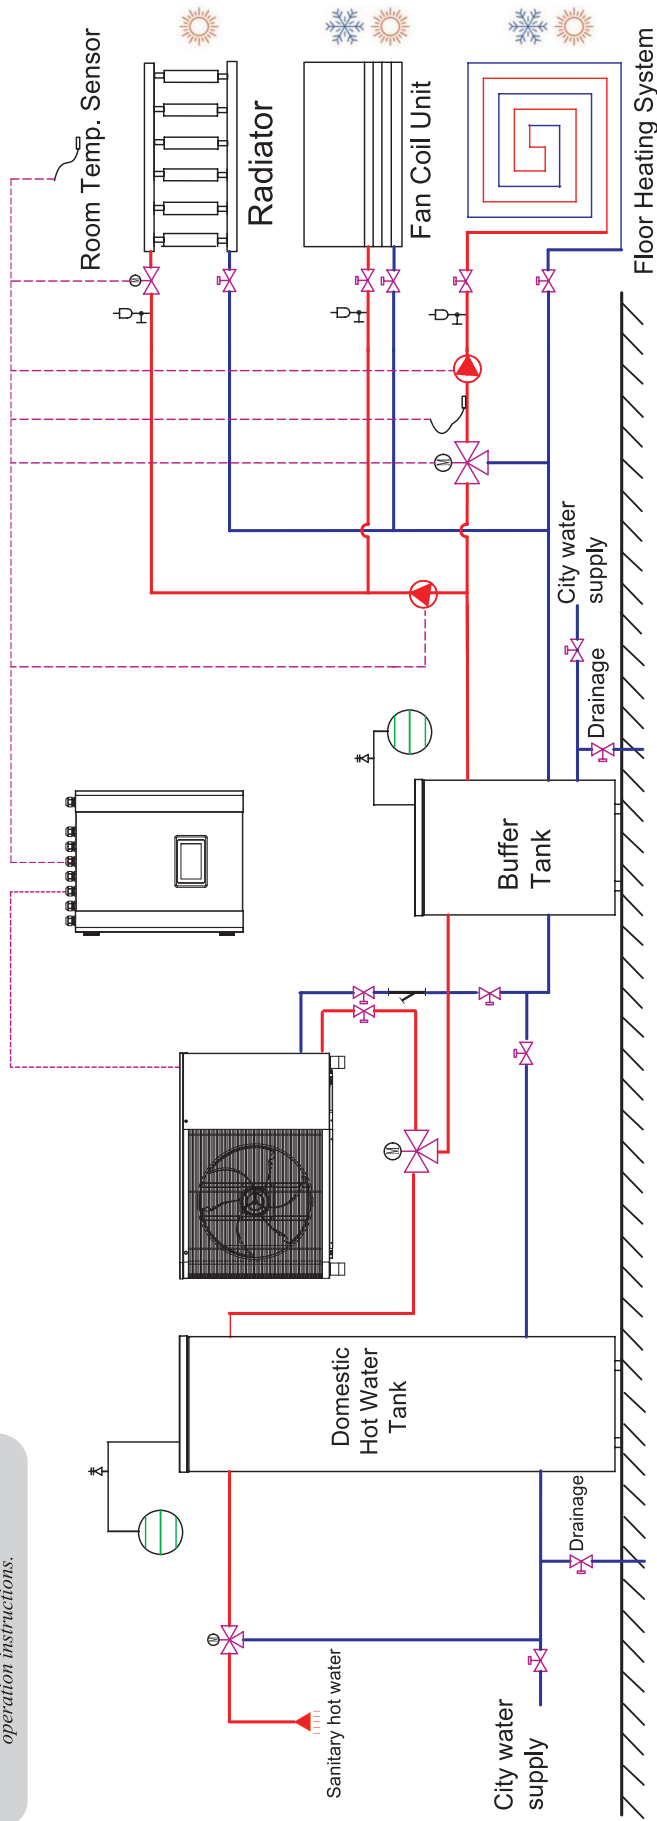 operation instructions.
City water
supply
Sanitary hot water
Drainage
Domestic
Hot Water
Tank
M
Buffer
Tank
Drainage
City water
supply
M
M
M
Room Temp. Sensor
Radiator
Fan Coil Unit
Floor Heating System